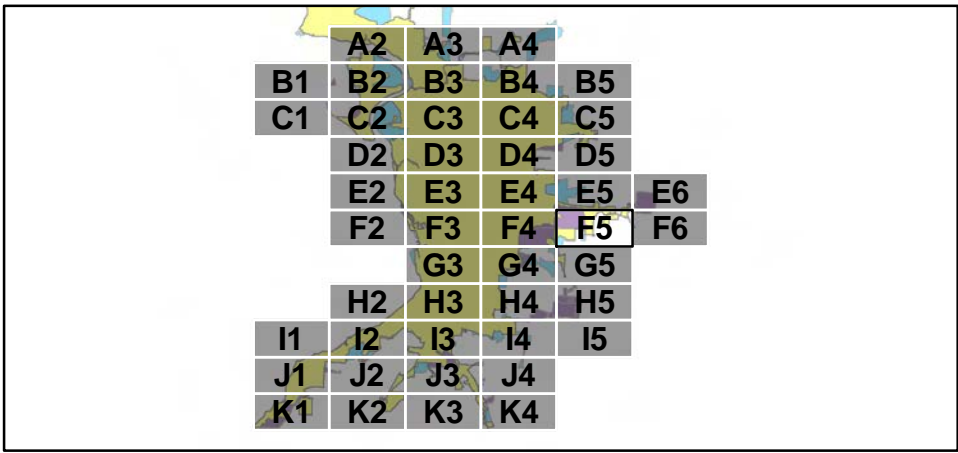 A2 A3 A4
B1 B2 B3 B4 B5
C1 C2 C3 C4 C5
D2 D3 D4 D5
E2 E3 E4 E5 E6
F2 F3 F4 F5 F6
G3 G4 G5
H2 H3 H4 H5
I1 I2 I3 I4 I5
J1 J2 J3 J4
K1 K2 K3 K4